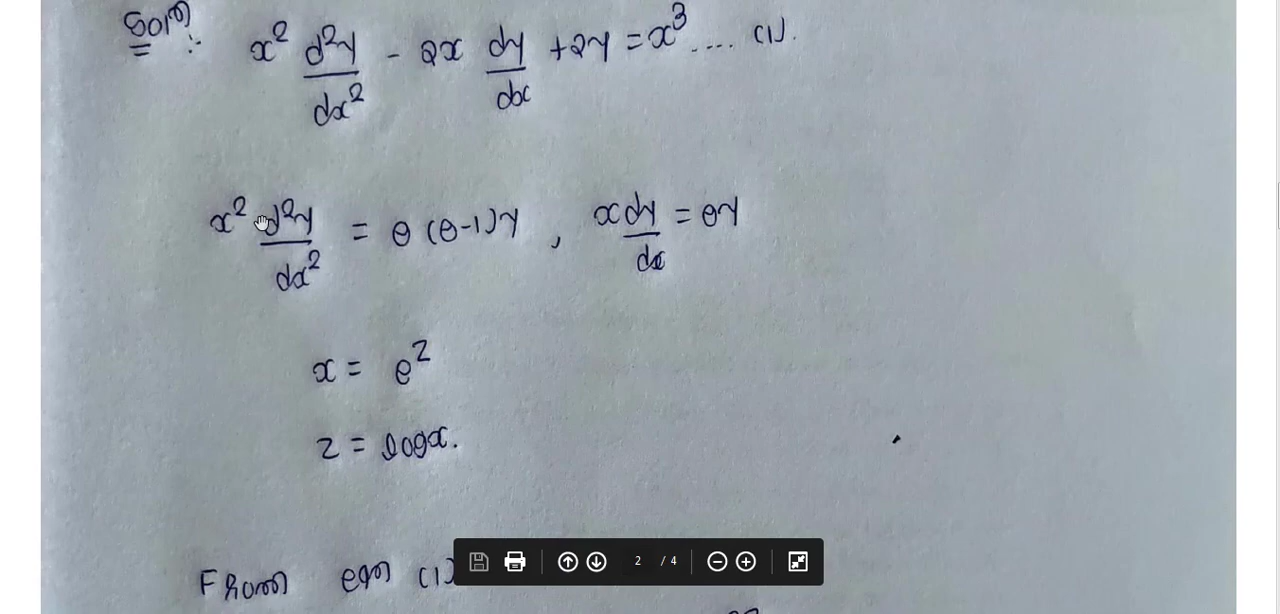 Soln :-
x² d²y/dx² - 2x dy/dx + 2y = x³ .... (1).
x² d²y/dx² = θ (θ-1)y , x dy/dx = θy
x = e^z
z = logx.
From eqn (1)
2 / 4